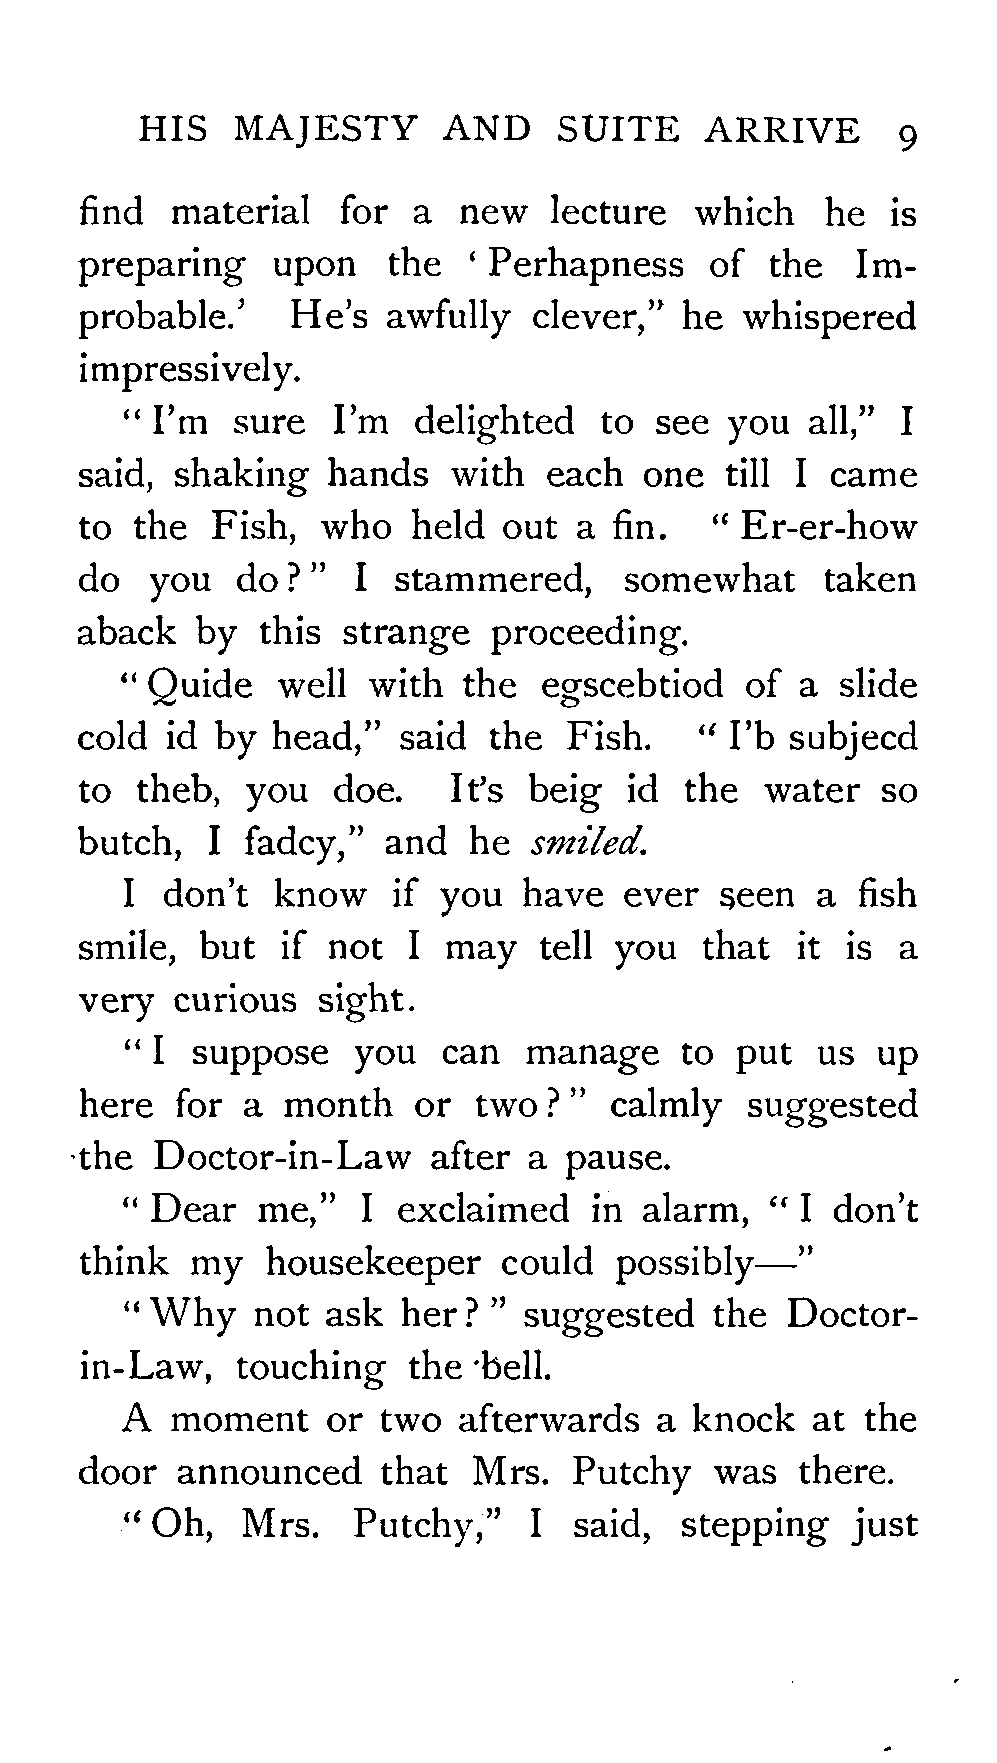 HIS MAJESTY AND SUITE ARRIVE 9
find material for a new lecture which he is
preparing upon the ‘ Perhapness of the Im-
probable.’ He’s awfully clever,” he whispered
impressively.
“ I’m sure I’m delighted to see you all,” I
said, shaking hands with each one till I came
to the Fish, who held out a fin. “ Er-er-how
do you do ? ” I stammered, somewhat taken
aback by this strange proceeding.
“ Quide well with the egscebtiod of a slide
cold id by head,” said the Fish. “ I’b subjecd
to theb, you doe. It’s beig id the water so
butch, I fadcy,” and he smiled.
I don’t know if you have ever seen a fish
smile, but if not I may tell you that it is a
very curious sight.
“ I suppose you can manage to put us up
here for a month or two ? ” calmly suggested
the Doctor-in-Law after a pause.
“ Dear me,” I exclaimed in alarm, “ I don’t
think my housekeeper could possibly—”
“ Why not ask her ? ” suggested the Doctor-
in-Law, touching the bell.
A moment or two afterwards a knock at the
door announced that Mrs. Putchy was there.
“ Oh, Mrs. Putchy,” I said, stepping just